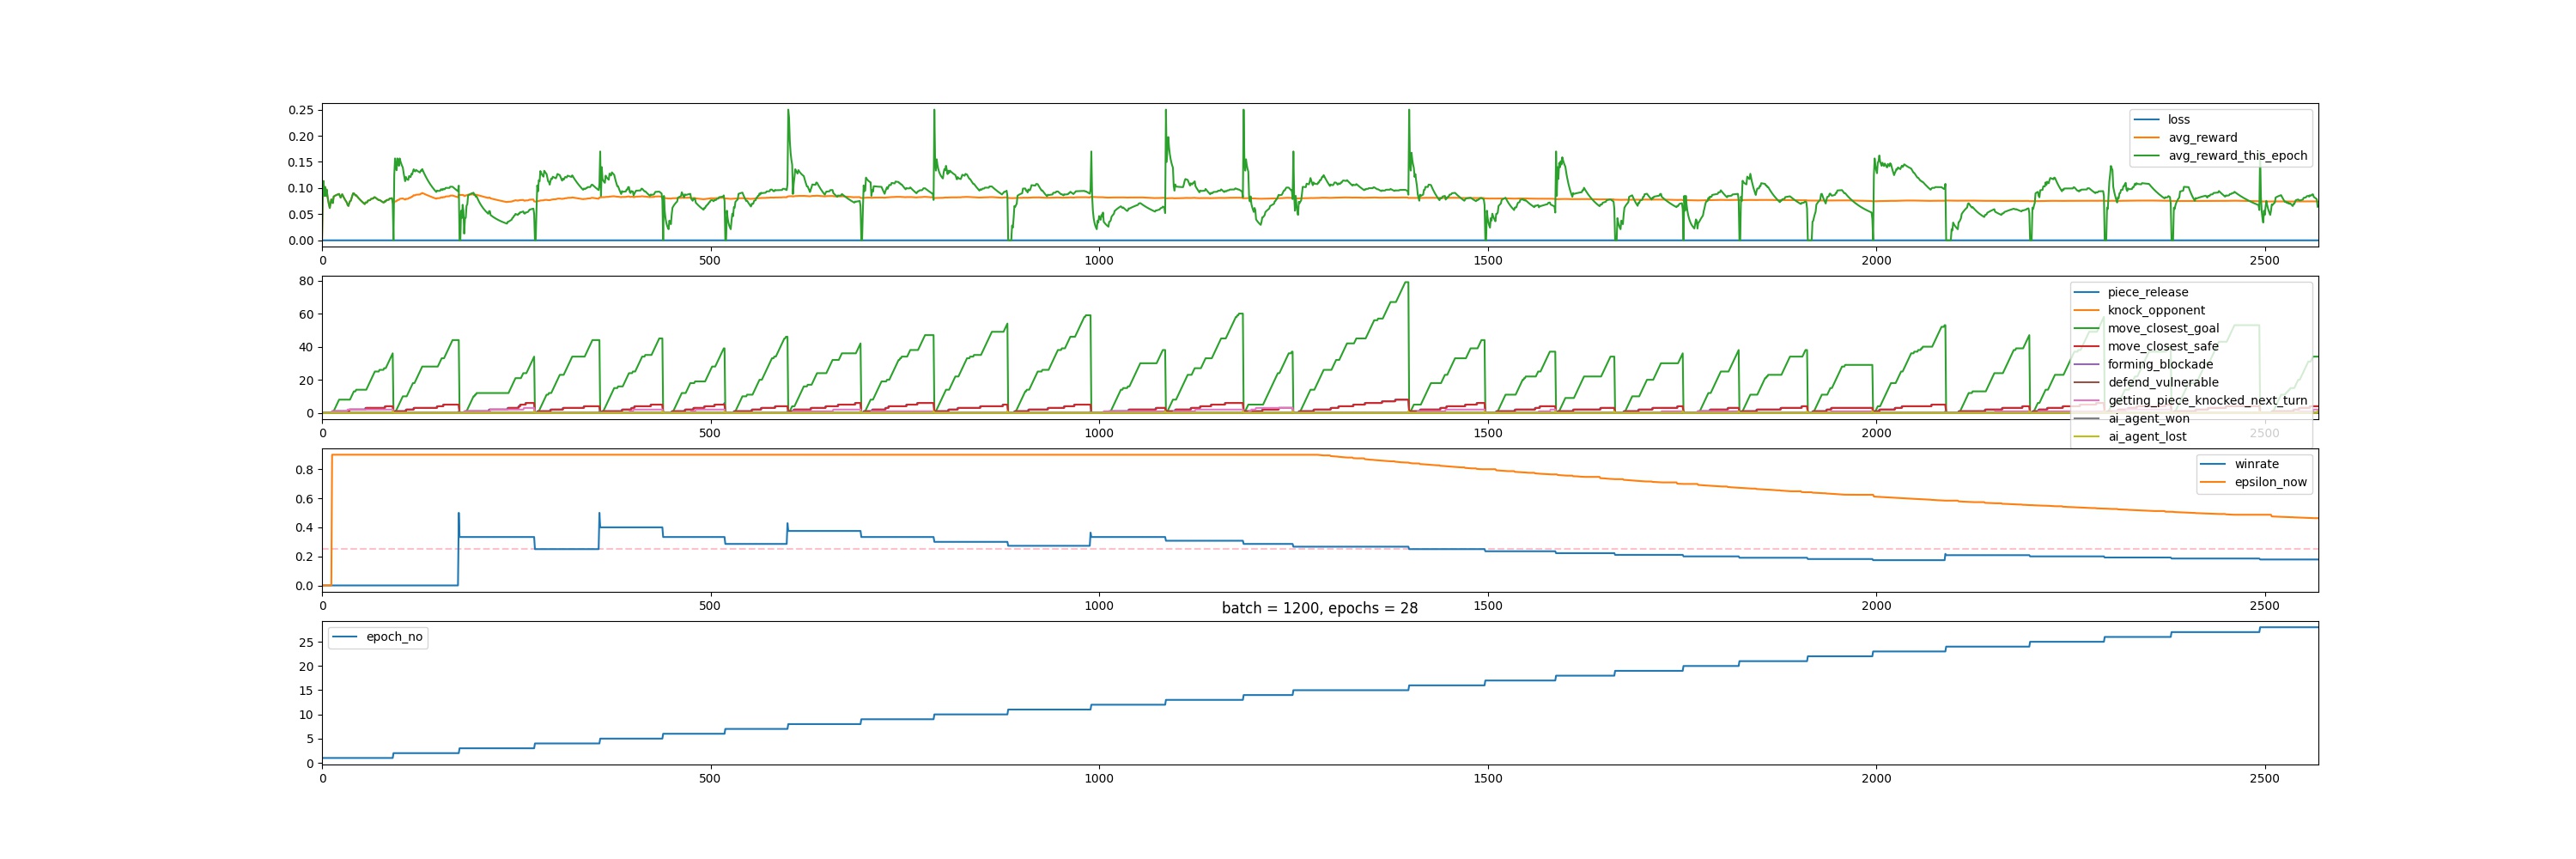 0.25
0.20
0.15
0.10
0.05
0.00
loss
avg_reward
avg_reward_this_epoch
0 500 1000 1500 2000 2500
80
60
40
20
0
piece_release
knock_opponent
move_closest_goal
move_closest_safe
forming_blockade
defend_vulnerable
getting_piece_knocked_next_turn
ai_agent_won
ai_agent_lost
0 500 1000 1500 2000 2500
0.8
0.6
0.4
0.2
0.0
winrate
epsilon_now
0 500 1000 1500 2000 2500
batch = 1200, epochs = 28
25
20
15
10
5
0
epoch_no
0 500 1000 1500 2000 2500